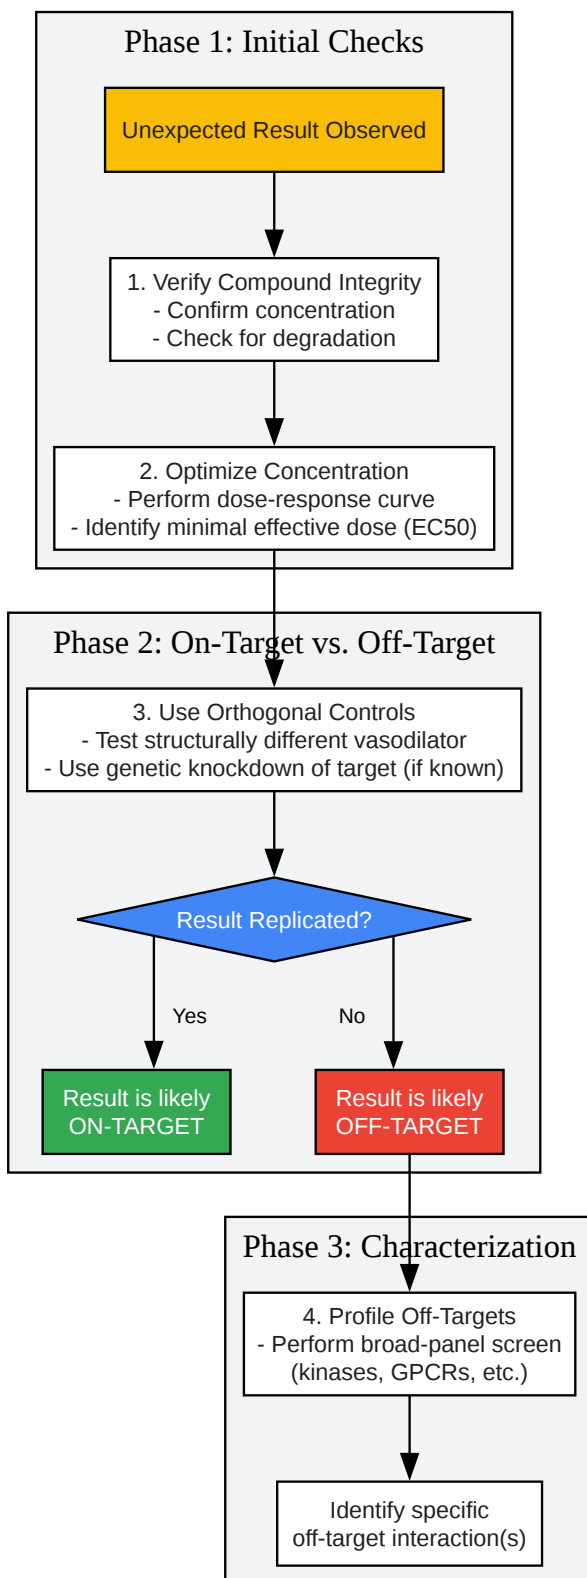 Phase 1: Initial Checks
Unexpected Result Observed
1. Verify Compound Integrity
- Confirm concentration
- Check for degradation
2. Optimize Concentration
- Perform dose-response curve
- Identify minimal effective dose (EC50)
Phase 2: On-Target vs. Off-Target
3. Use Orthogonal Controls
- Test structurally different vasodilator
- Use genetic knockdown of target (if known)
Result Replicated?
Yes
No
Result is likely
ON-TARGET
Result is likely
OFF-TARGET
Phase 3: Characterization
4. Profile Off-Targets
- Perform broad-panel screen
(kinases, GPCRs, etc.)
Identify specific
off-target interaction(s)